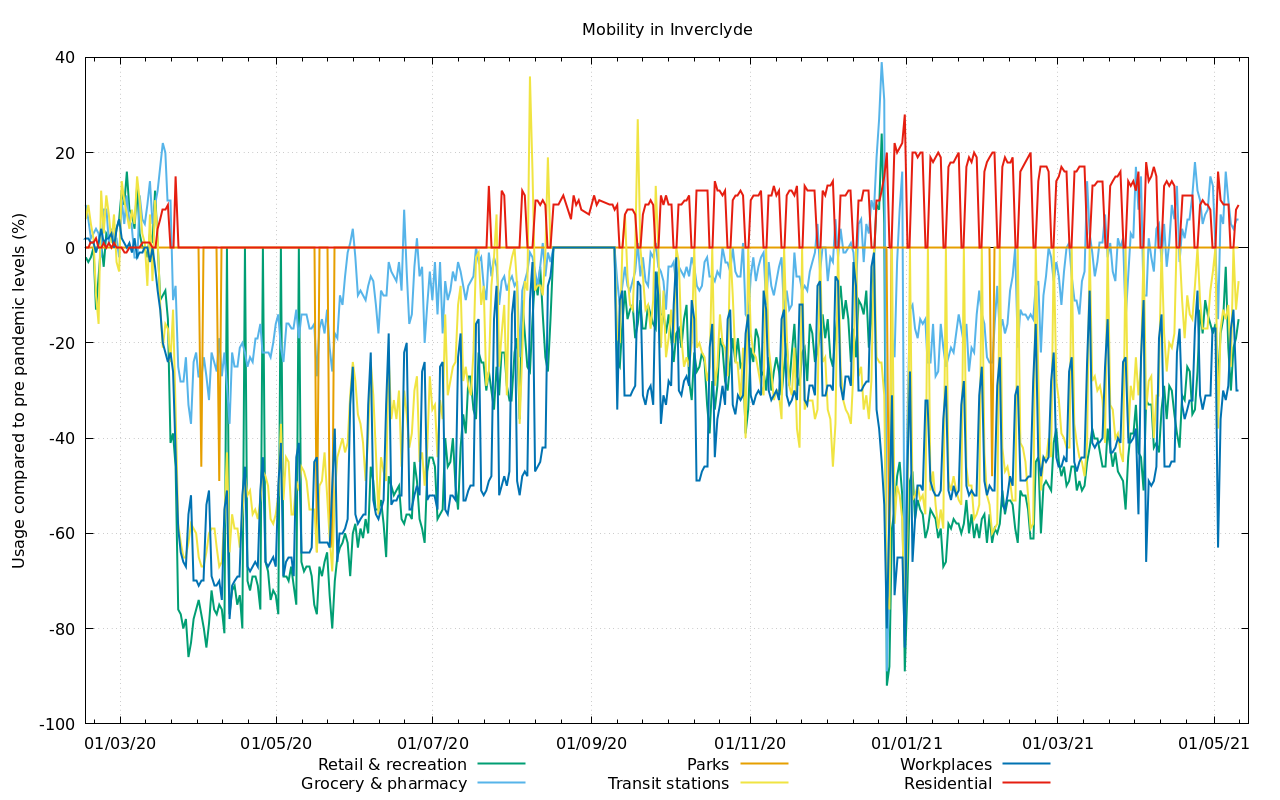 Mobility in Inverclyde
Usage compared to pre pandemic levels (%)
40
20
0
-20
-40
-60
-80
-100
01/03/20 01/05/20 01/07/20 01/09/20 01/11/20 01/01/21 01/03/21 01/05/21
Retail & recreation Parks Workplaces
Grocery & pharmacy Transit stations Residential